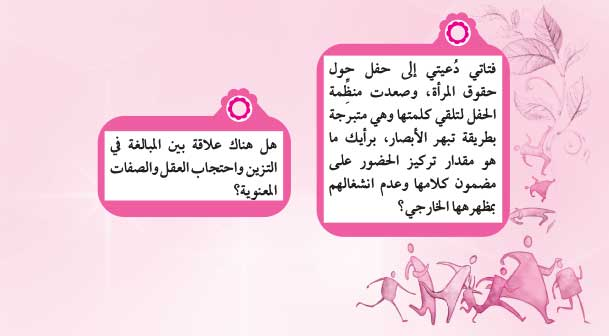 فتاتي دُعيتي إلى حفل حول
حقوق المرأة، وصعدت منظِّمة
الحفل لتلقي كلمتها وهي متبرجة
بطريقة تبهر الأبصار، برأيك ما
هو مقدار تركيز الحضور على
مضمون كلامها وعدم انشغالهم
بمظهرها الخارجي؟
هل هناك علاقة بين المبالغة في
التزين واحتجاب العقل والصفات
المعنوية؟